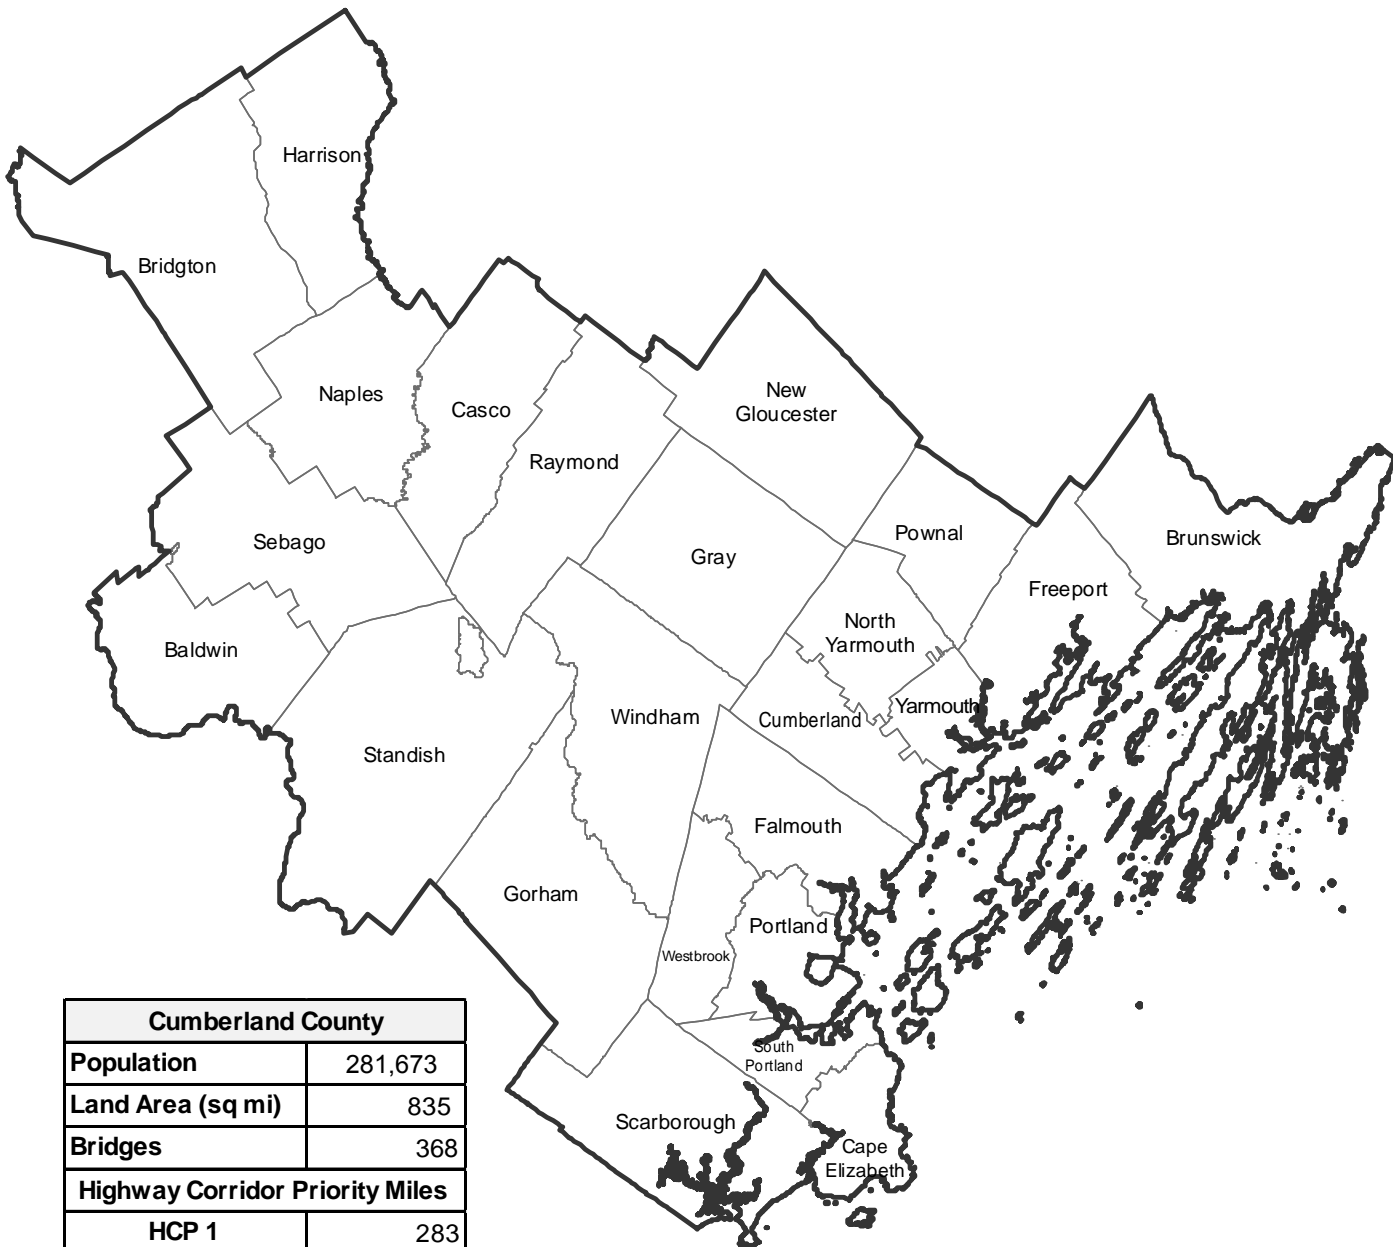 Harrison
Bridgton
Naples
Casco
New
Gloucester
Raymond
Sebago
Gray
Pownal
Brunswick
Freeport
North
Yarmouth
Baldwin
Yarmouth
Windham
Cumberland
Standish
Falmouth
Gorham
Portland
Westbrook
South
Portland
Scarborough
Cape
Elizabeth
Cumberland County
Population 281,673
Land Area (sq mi) 835
Bridges 368
Highway Corridor Priority Miles
HCP 1 283